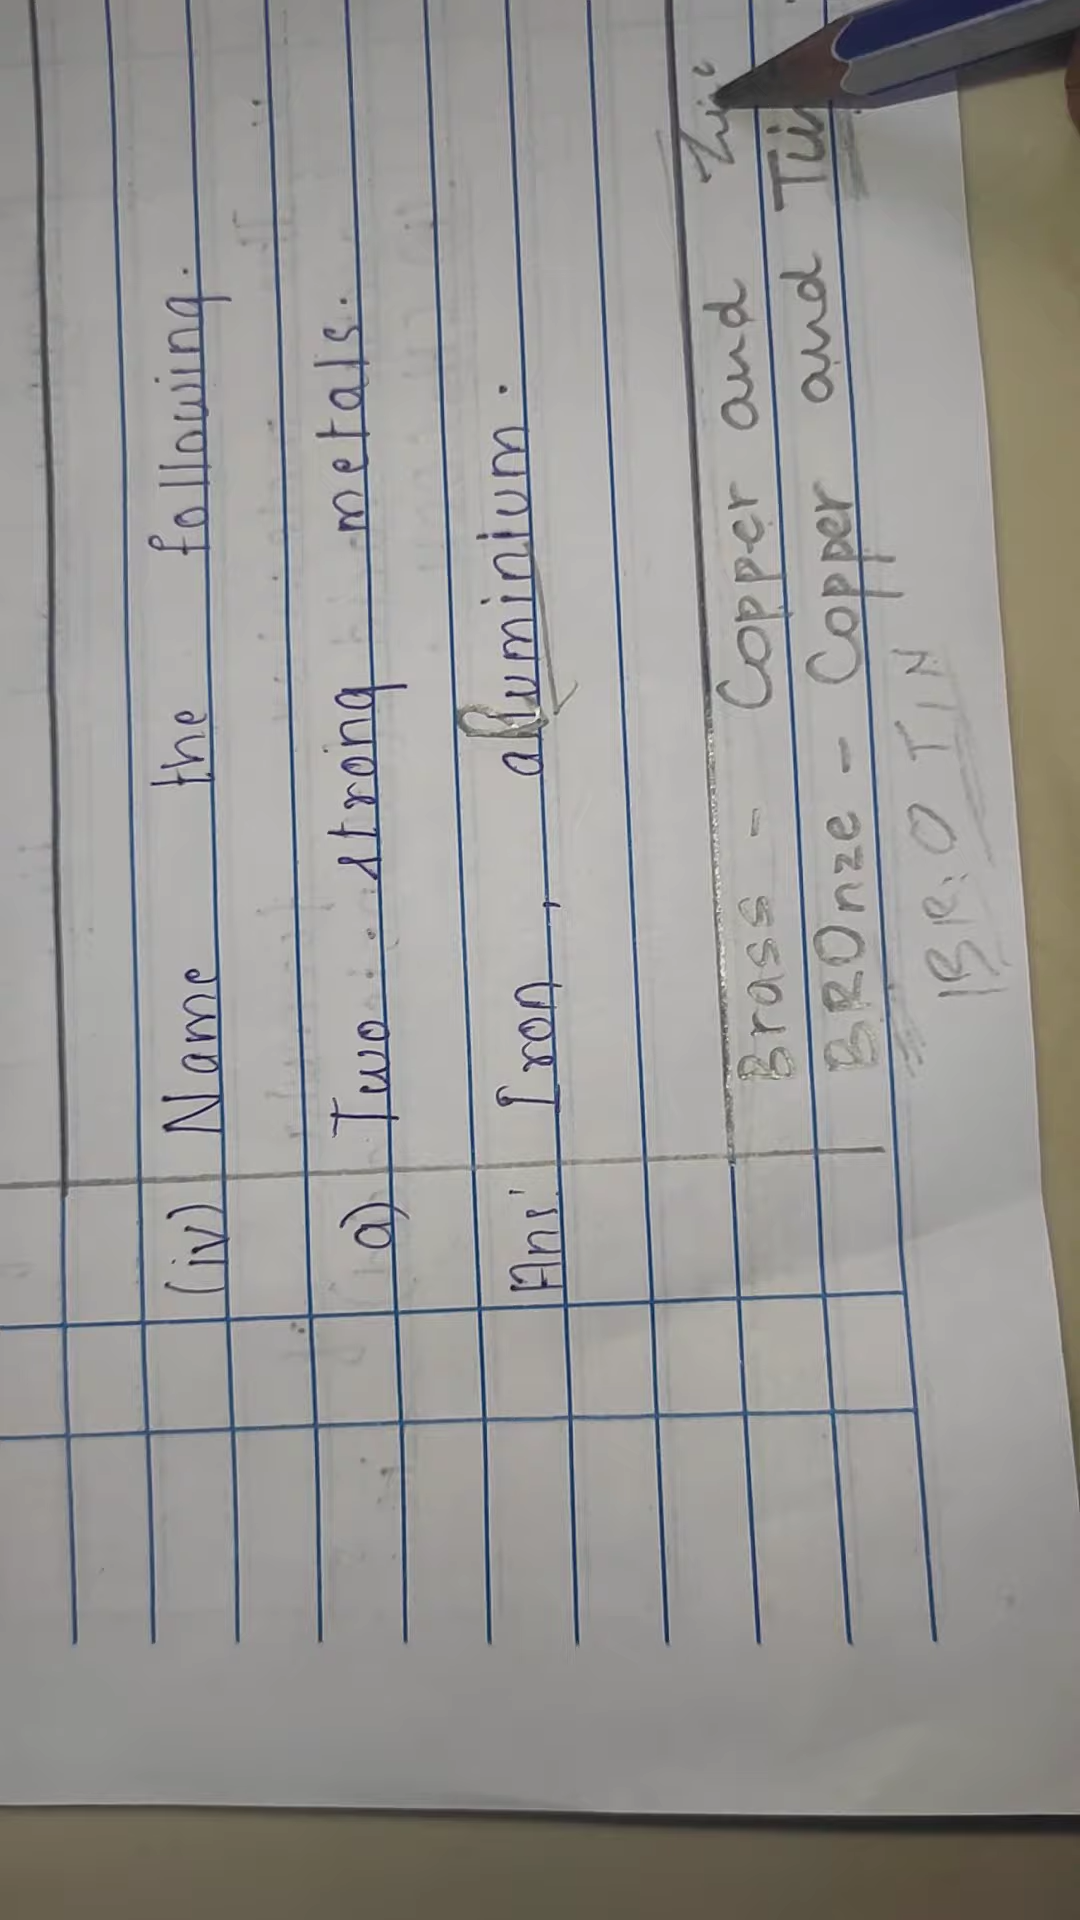 (iv) Name the following.
a) Two strong metals.
Ans' Iron, aluminium.
Brass - Copper and Zinc
BROnze - Copper and Tin
BR:O TIN